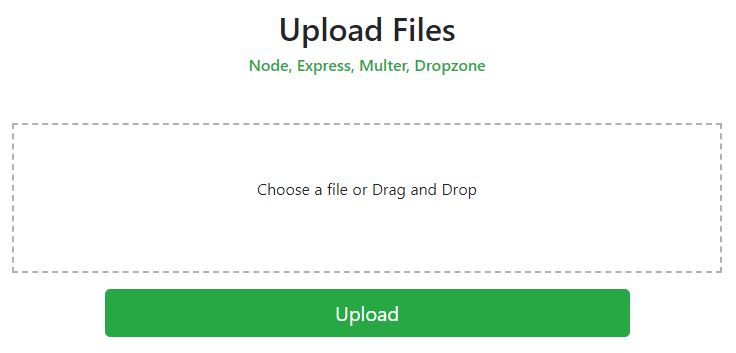 Upload Files
Node, Express, Multer, Dropzone
Choose a file or Drag and Drop
Upload